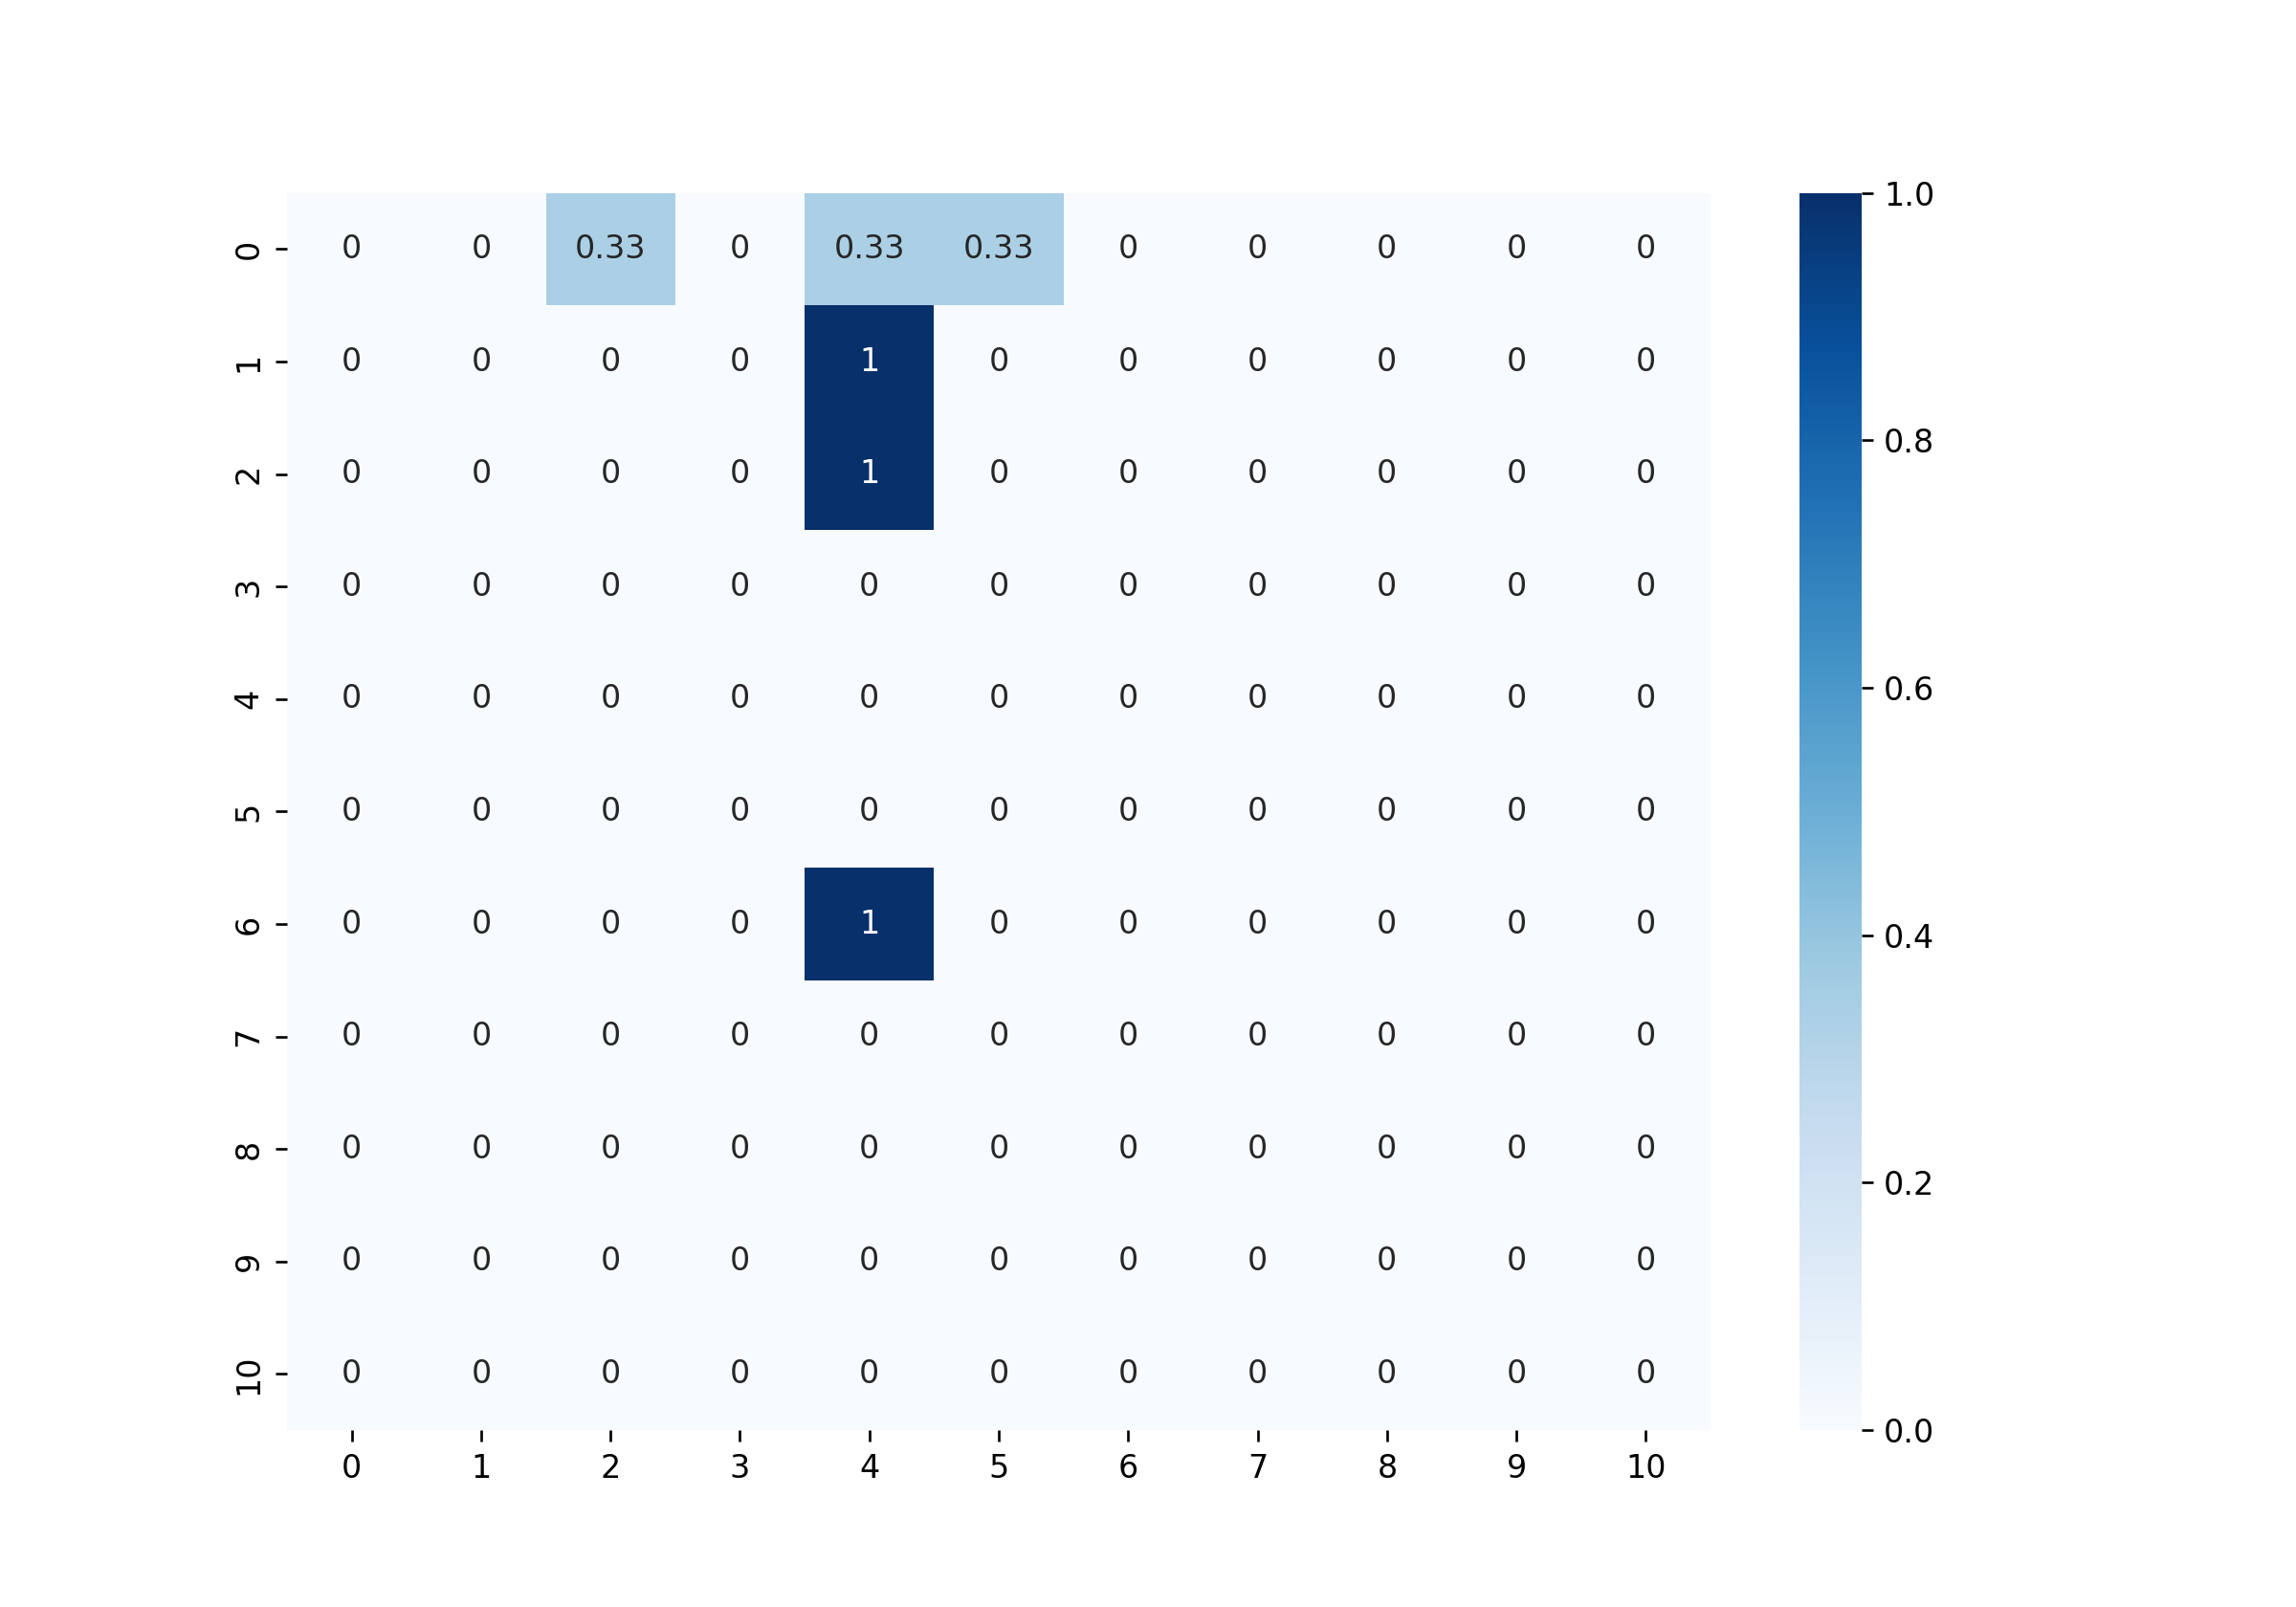 1.0
0 0 0 0.33 0 0.33 0.33 0 0 0 0 0
1 0 0 0 0 1 0 0 0 0 0 0
0.8
2 0 0 0 0 1 0 0 0 0 0 0
3 0 0 0 0 0 0 0 0 0 0 0
0.6
4 0 0 0 0 0 0 0 0 0 0 0
5 0 0 0 0 0 0 0 0 0 0 0
6 0 0 0 0 1 0 0 0 0 0 0
0.4
7 0 0 0 0 0 0 0 0 0 0 0
8 0 0 0 0 0 0 0 0 0 0 0
0.2
9 0 0 0 0 0 0 0 0 0 0 0
10 0 0 0 0 0 0 0 0 0 0 0
0.0
0 1 2 3 4 5 6 7 8 9 10